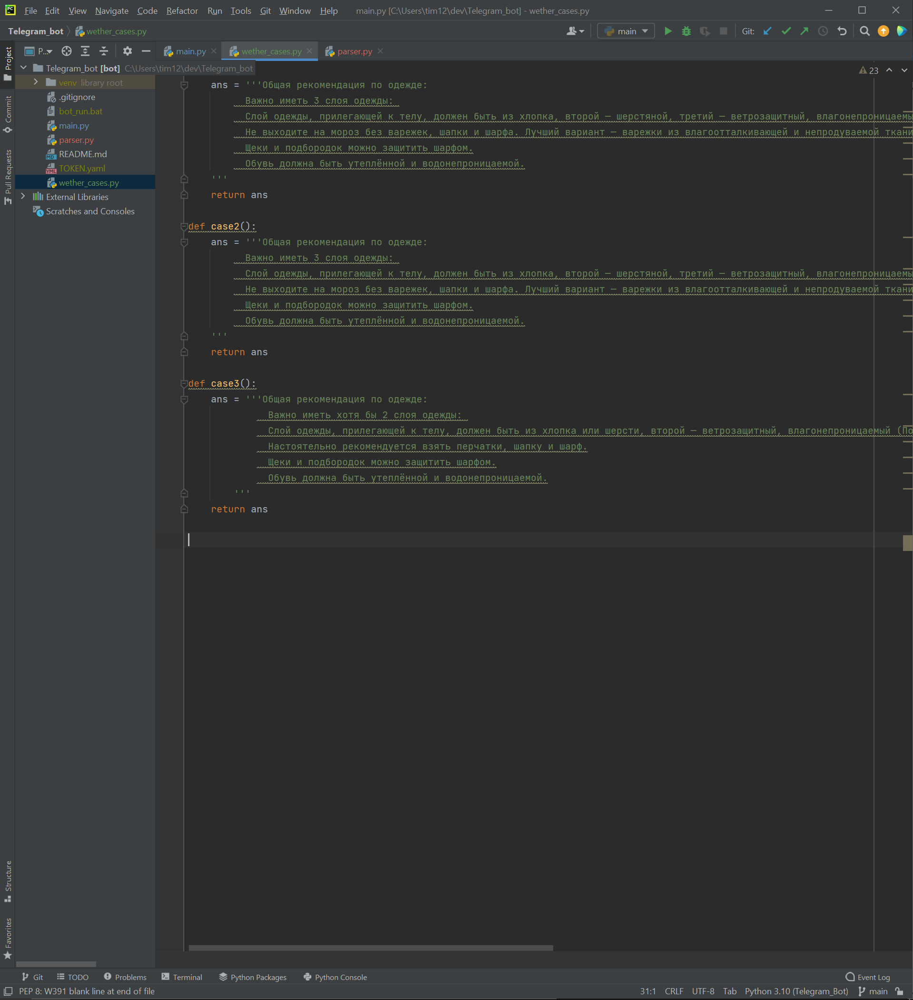 File Edit View Navigate Code Refactor Run Tools Git Window Help main.py [C:\Users\tim12\dev\Telegram_bot] - wether_cases.py
Telegram_bot wether_cases.py main Git:
Project
Commit
Pull Requests
P... main.py wether_cases.py parser.py
Telegram_bot [bot] C:\Users\tim12\dev\Telegram_bot
venv library root
.gitignore
bot_run.bat
main.py
parser.py
README.md
TOKEN.yaml
wether_cases.py
External Libraries
Scratches and Consoles
23
ans = '''Общая рекомендация по одежде:
Важно иметь 3 слоя одежды:
Слой одежды, прилегающей к телу, должен быть из хлопка, второй — шерстяной, третий — ветрозащитный, влагонепроницаемы
Не выходите на мороз без варежек, шапки и шарфа. Лучший вариант — варежки из влагоотталкивающей и непродуваемой ткани
Щеки и подбородок можно защитить шарфом.
Обувь должна быть утеплённой и водонепроницаемой.
'''
return ans
def case2():
ans = '''Общая рекомендация по одежде:
Важно иметь 3 слоя одежды:
Слой одежды, прилегающей к телу, должен быть из хлопка, второй — шерстяной, третий — ветрозащитный, влагонепроницаемы
Не выходите на мороз без варежек, шапки и шарфа. Лучший вариант — варежки из влагоотталкивающей и непродуваемой ткани
Щеки и подбородок можно защитить шарфом.
Обувь должна быть утеплённой и водонепроницаемой.
'''
return ans
def case3():
ans = '''Общая рекомендация по одежде:
Важно иметь хотя бы 2 слоя одежды:
Слой одежды, прилегающей к телу, должен быть из хлопка или шерсти, второй — ветрозащитный, влагонепроницаемый (По
Настоятельно рекомендуется взять перчатки, шапку и шарф.
Щеки и подбородок можно защитить шарфом.
Обувь должна быть утеплённой и водонепроницаемой.
'''
return ans
Structure
Favorites
Git TODO Problems Terminal Python Packages Python Console Event Log
PEP 8: W391 blank line at end of file 31:1 CRLF UTF-8 Tab Python 3.10 (Telegram_Bot) main